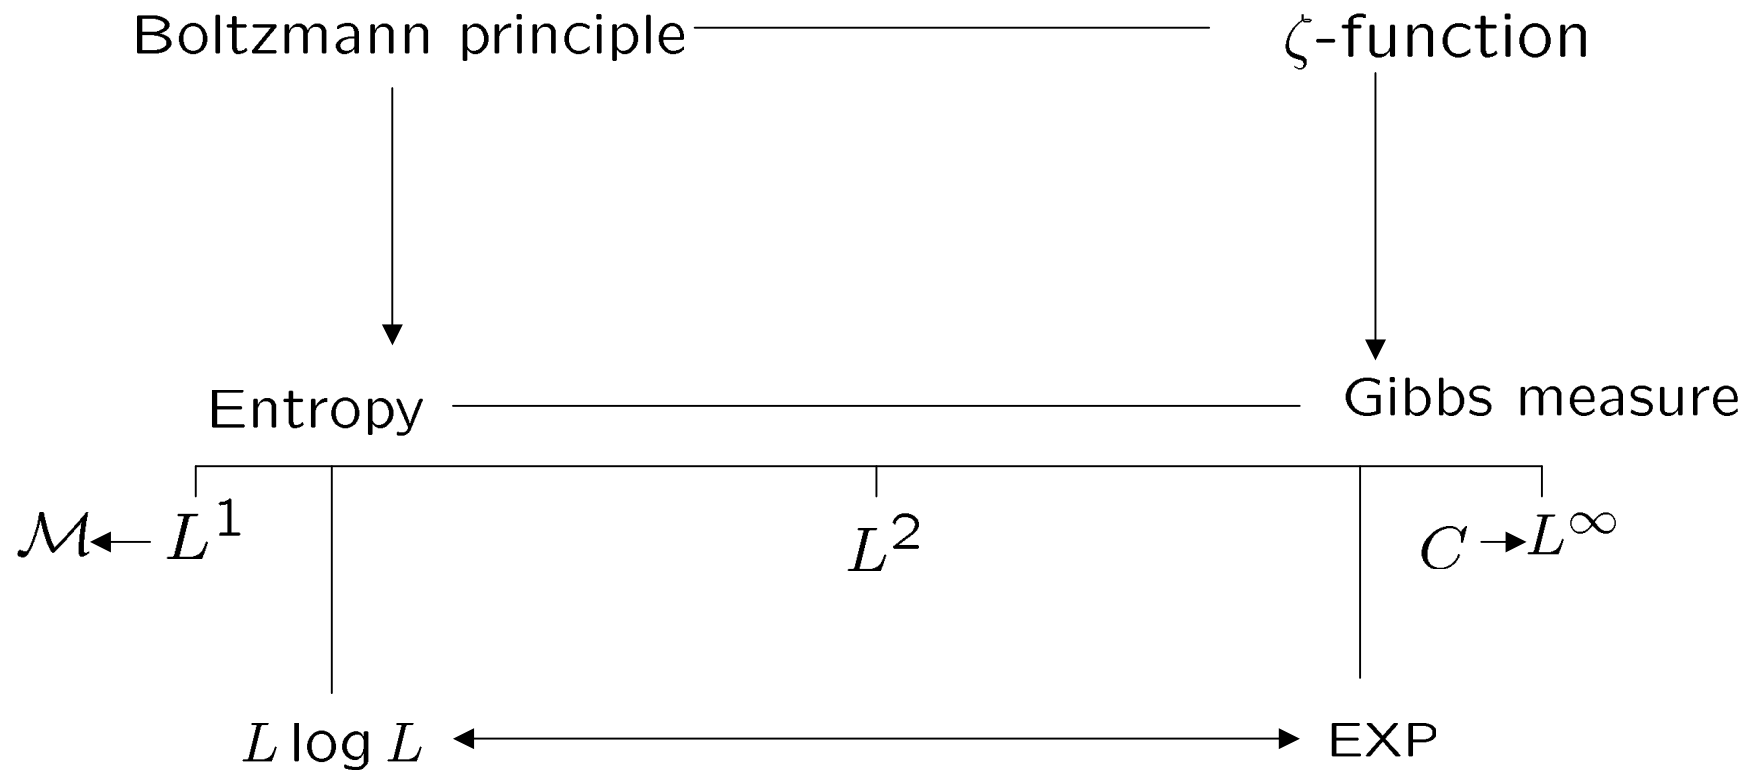 Boltzmann principle ζ-function
Entropy Gibbs measure
ℳ L¹ L² C L^∞
L log L EXP